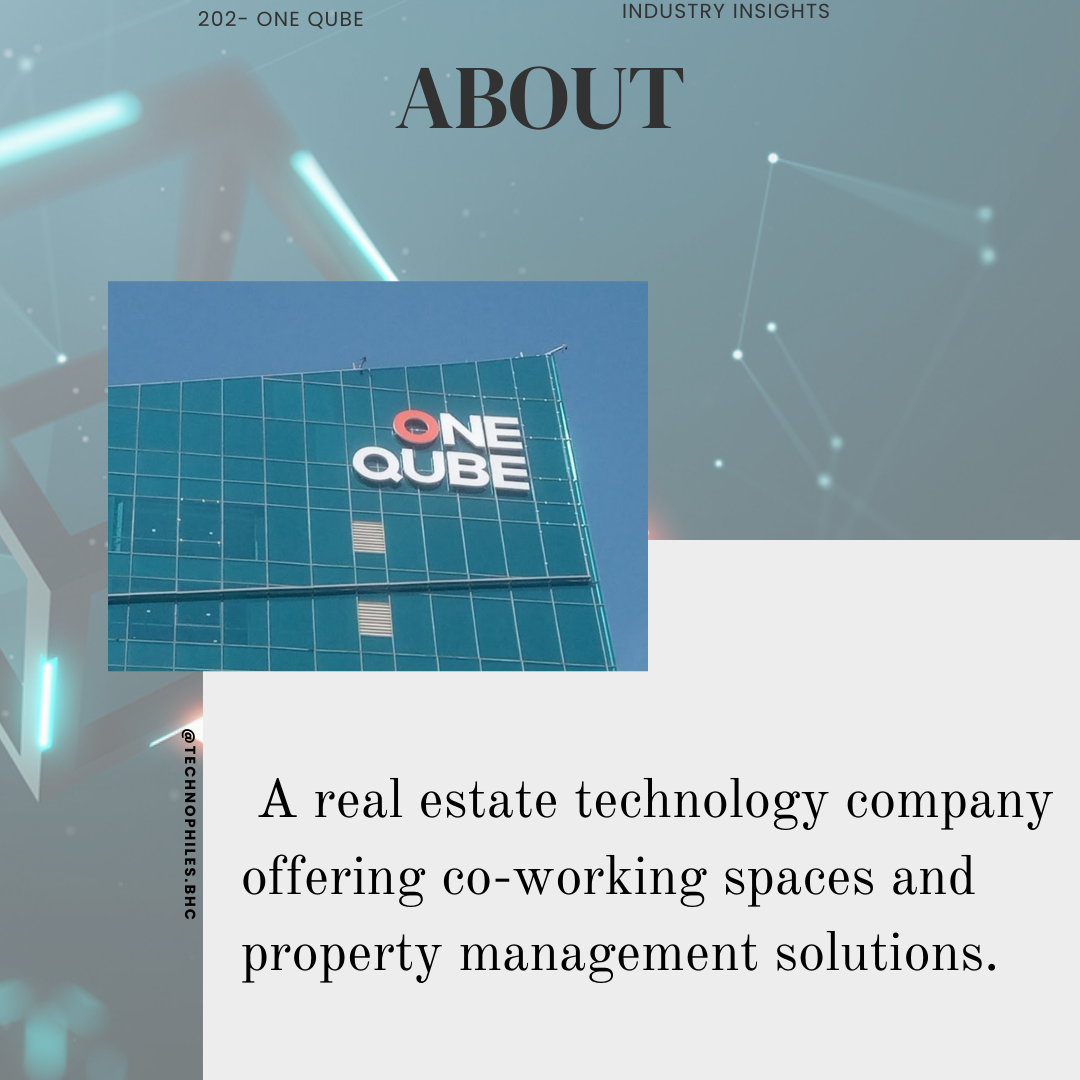 202- ONE QUBE
INDUSTRY INSIGHTS
ABOUT
ONE
QUBE
@TECHNOPHILES.BHC
A real estate technology company
offering co-working spaces and
property management solutions.